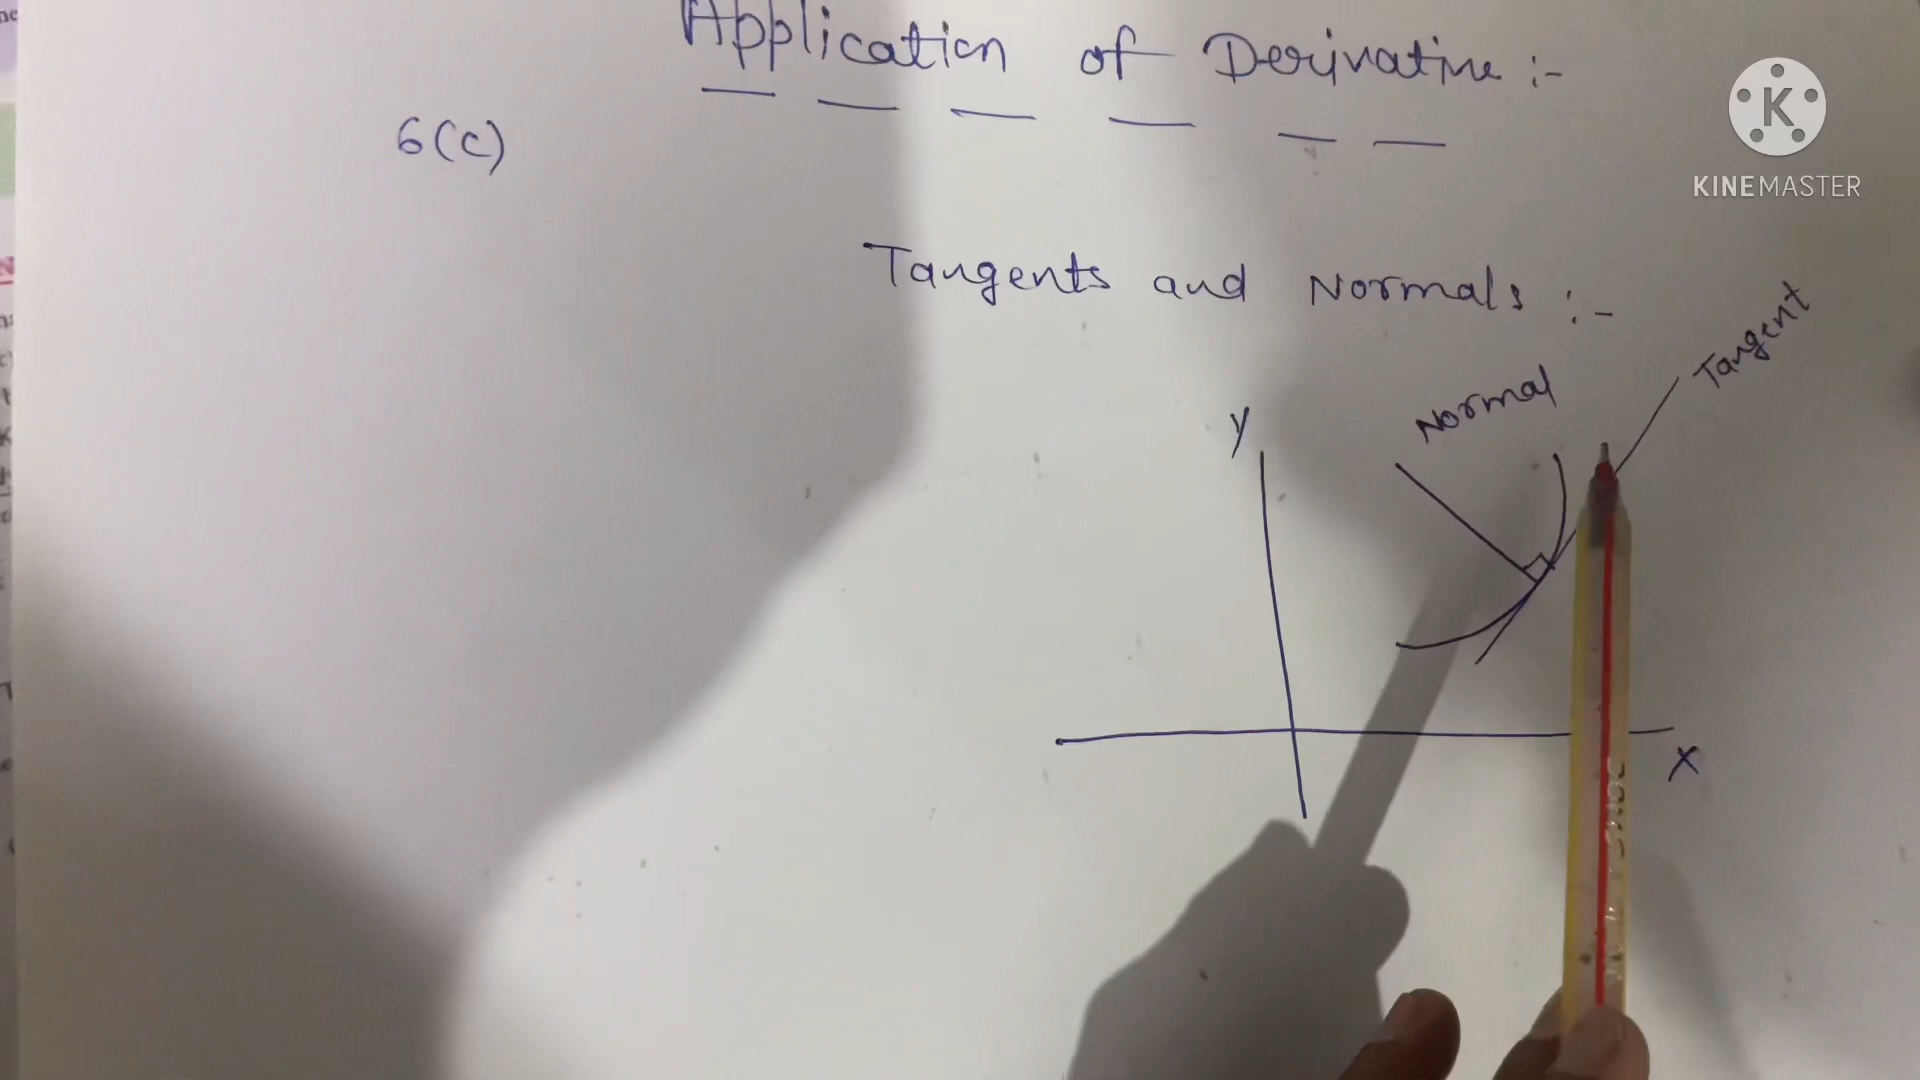 Application of Derivative :-
6(c)
KINEMASTER
Tangents and Normals :-
Normal
Tangent
y
x